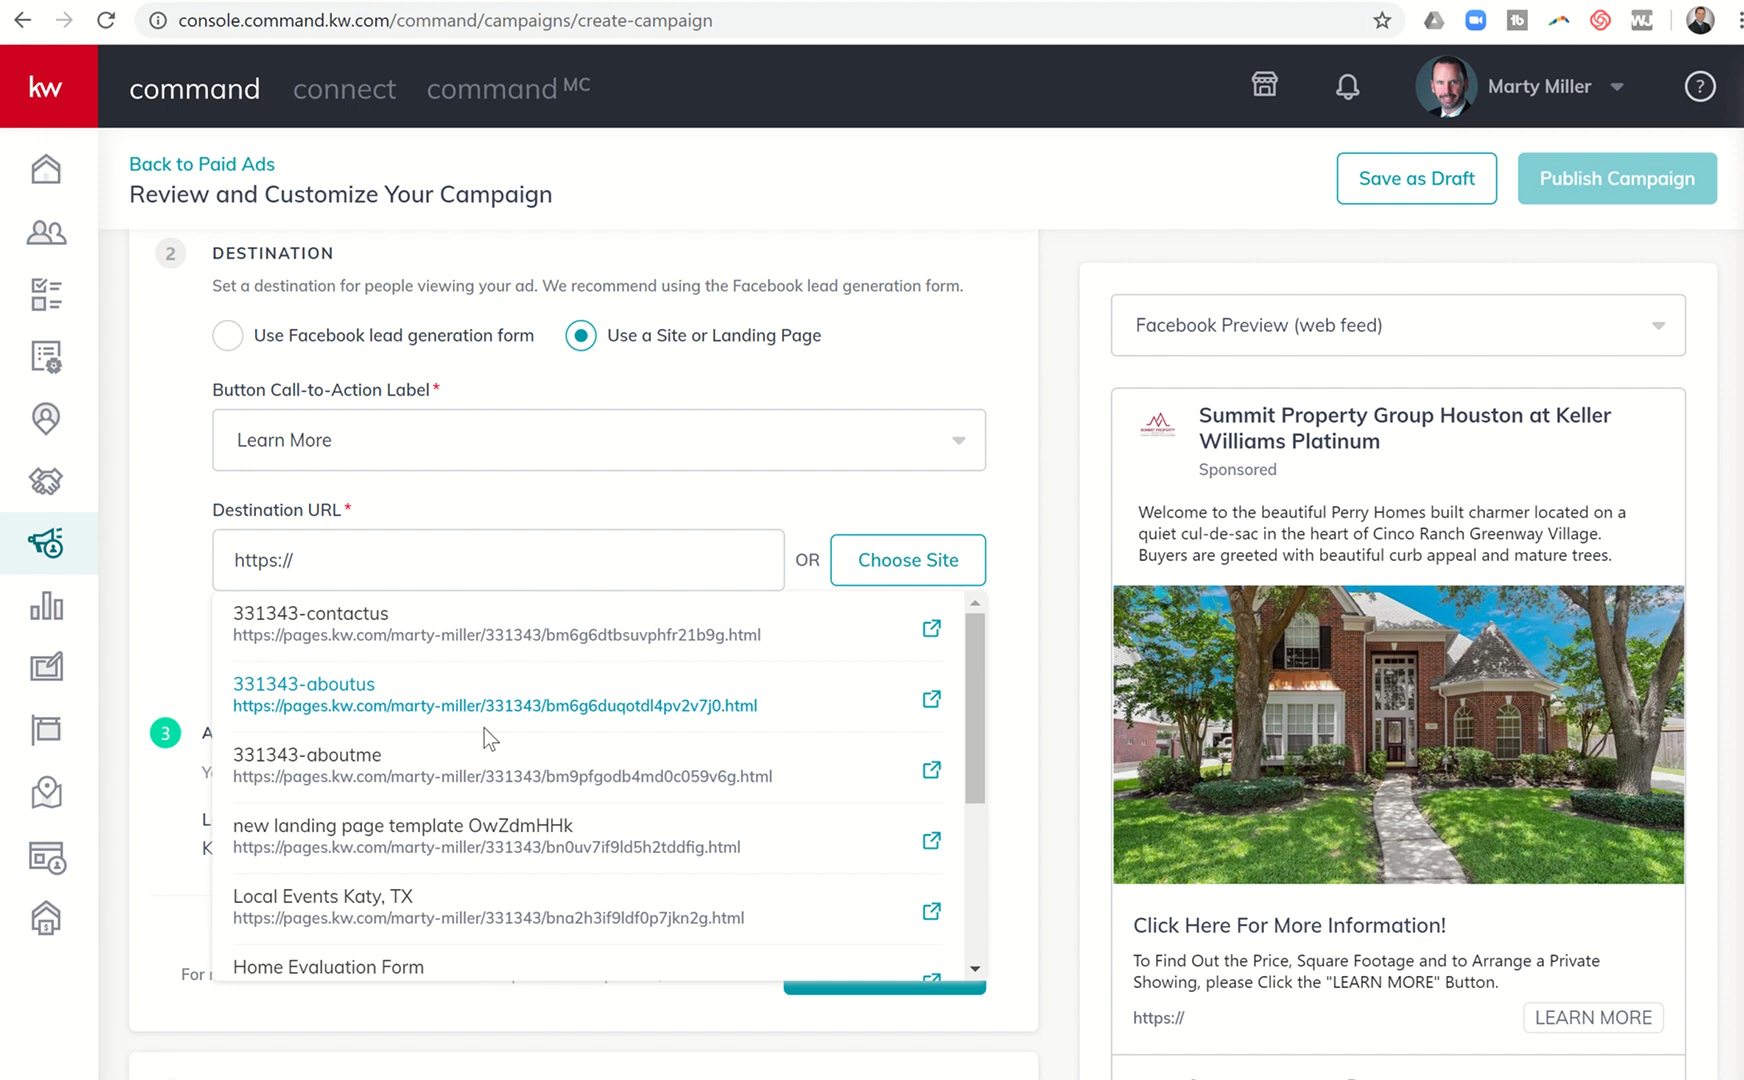 console.command.kw.com/command/campaigns/create-campaign
kw
command
connect
command MC
Marty Miller
?
Back to Paid Ads
Review and Customize Your Campaign
Save as Draft
Publish Campaign
2
DESTINATION
Set a destination for people viewing your ad. We recommend using the Facebook lead generation form.
Use Facebook lead generation form
Use a Site or Landing Page
Button Call-to-Action Label*
Learn More
Destination URL*
https://
OR
Choose Site
331343-contactus
https://pages.kw.com/marty-miller/331343/bm6g6dtbsuvphfr21b9g.html
331343-aboutus
https://pages.kw.com/marty-miller/331343/bm6g6duqotdl4pv2v7j0.html
331343-aboutme
https://pages.kw.com/marty-miller/331343/bm9pfgodb4md0c059v6g.html
new landing page template OwZdmHHk
https://pages.kw.com/marty-miller/331343/bn0uv7if9ld5h2tddfig.html
Local Events Katy, TX
https://pages.kw.com/marty-miller/331343/bna2h3if9ldf0p7jkn2g.html
Home Evaluation Form
3
Facebook Preview (web feed)
SUMMIT PROPERTY
Summit Property Group Houston at Keller
Williams Platinum
Sponsored
Welcome to the beautiful Perry Homes built charmer located on a
quiet cul-de-sac in the heart of Cinco Ranch Greenway Village.
Buyers are greeted with beautiful curb appeal and mature trees.
Click Here For More Information!
To Find Out the Price, Square Footage and to Arrange a Private
Showing, please Click the "LEARN MORE" Button.
https://
LEARN MORE